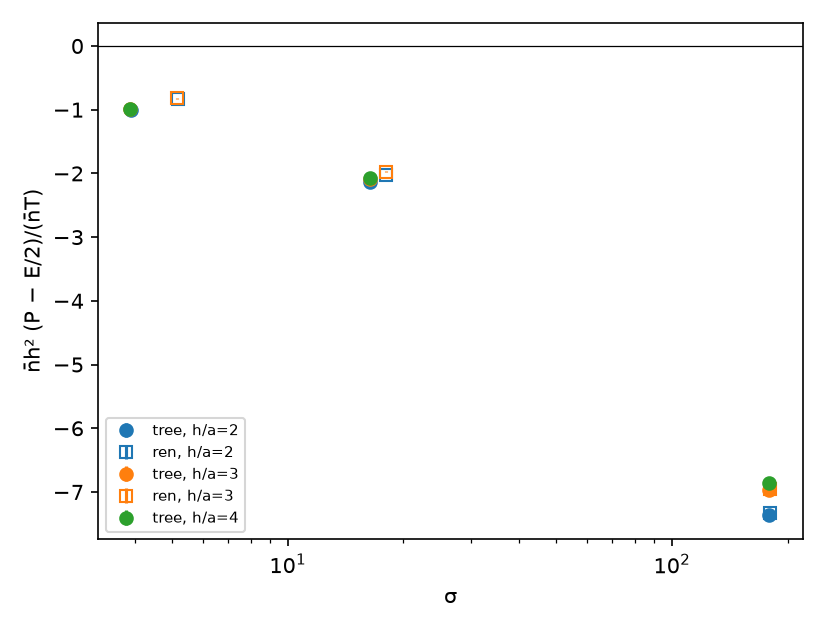 0
−1
−2
−3
−4
−5
−6
−7
n̄h² (P − E/2)/(n̄T)
tree, h/a=2
ren, h/a=2
tree, h/a=3
ren, h/a=3
tree, h/a=4
10¹
10²
σ